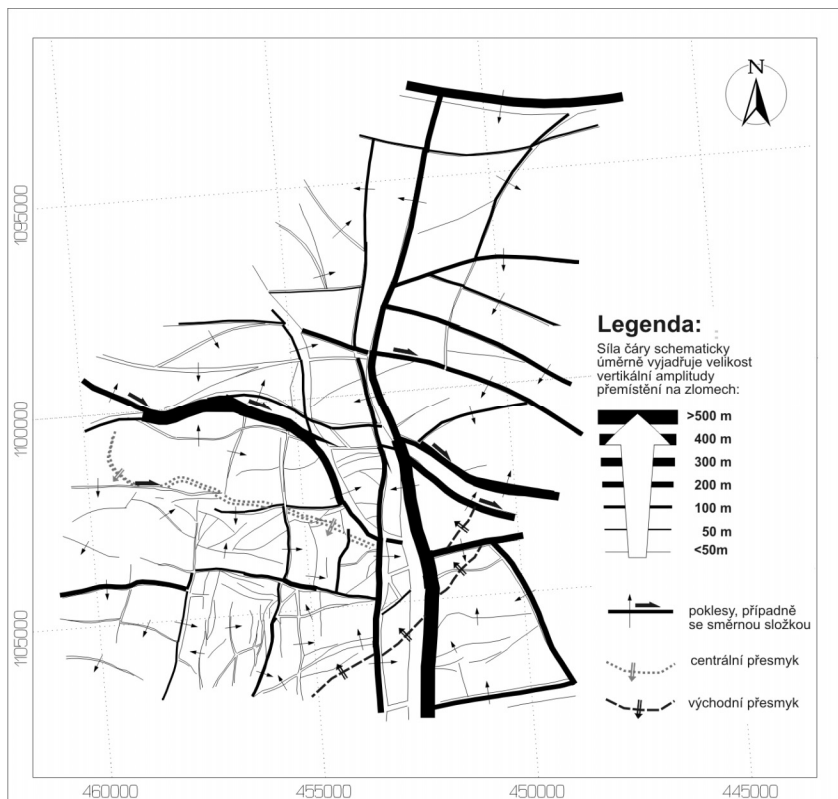 N
1095000
1100000
1105000
Legenda:
Síla čáry schematicky
úměrně vyjadřuje velikost
vertikální amplitudy
přemístění na zlomech:
>500 m
400 m
300 m
200 m
100 m
50 m
<50m
poklesy, případně
se směrnou složkou
centrální přesmyk
východní přesmyk
460000
455000
450000
445000